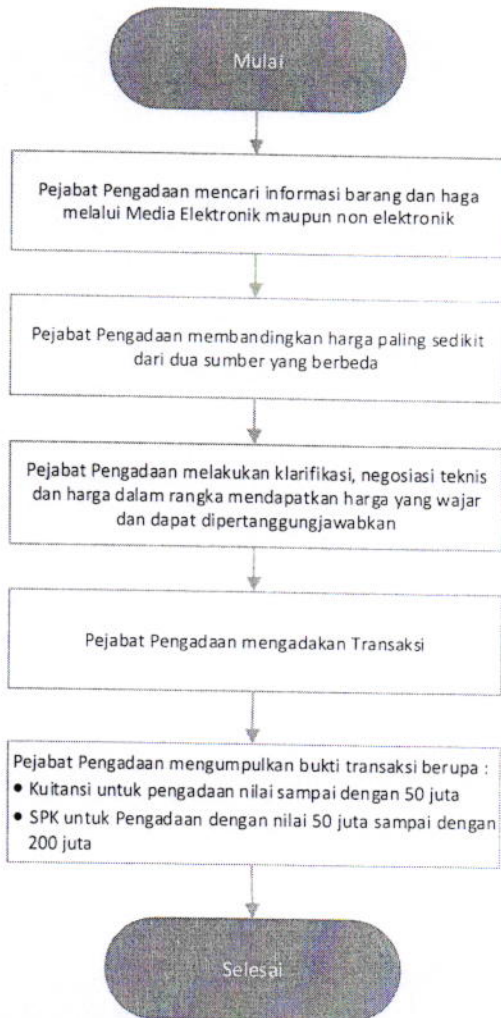 Mulai
Pejabat Pengadaan mencari informasi barang dan haga
melalui Media Elektronik maupun non elektronik
Pejabat Pengadaan membandingkan harga paling sedikit
dari dua sumber yang berbeda
Pejabat Pengadaan melakukan klarifikasi, negosiasi teknis
dan harga dalam rangka mendapatkan harga yang wajar
dan dapat dipertanggungjawabkan
Pejabat Pengadaan mengadakan Transaksi
Pejabat Pengadaan mengumpulkan bukti transaksi berupa :
• Kuitansi untuk pengadaan nilai sampai dengan 50 juta
• SPK untuk Pengadaan dengan nilai 50 juta sampai dengan
200 juta
Selesai